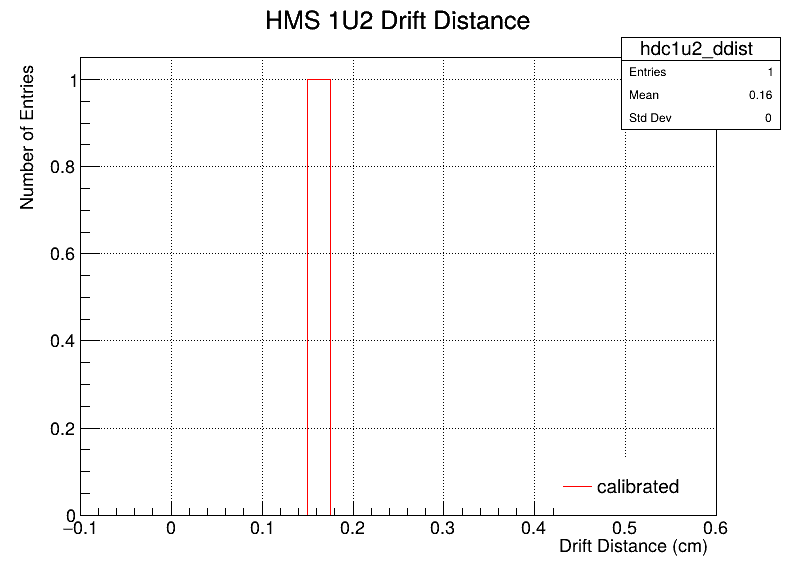 HMS 1U2 Drift Distance
hdc1u2_ddist
Entries 1
Mean 0.16
Std Dev 0
Number of Entries
1
0.8
0.6
0.4
0.2
0
−0.1 0 0.1 0.2 0.3 0.4 0.5 0.6
Drift Distance (cm)
calibrated